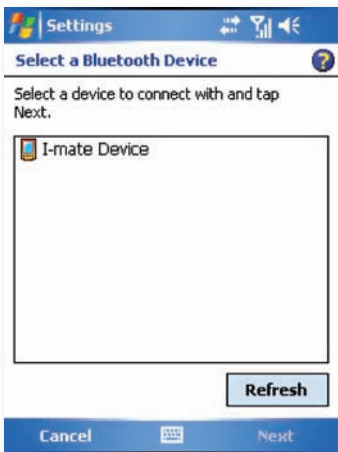 Settings
Select a Bluetooth Device
?
Select a device to connect with and tap
Next.
I-mate Device
Refresh
Cancel
Next